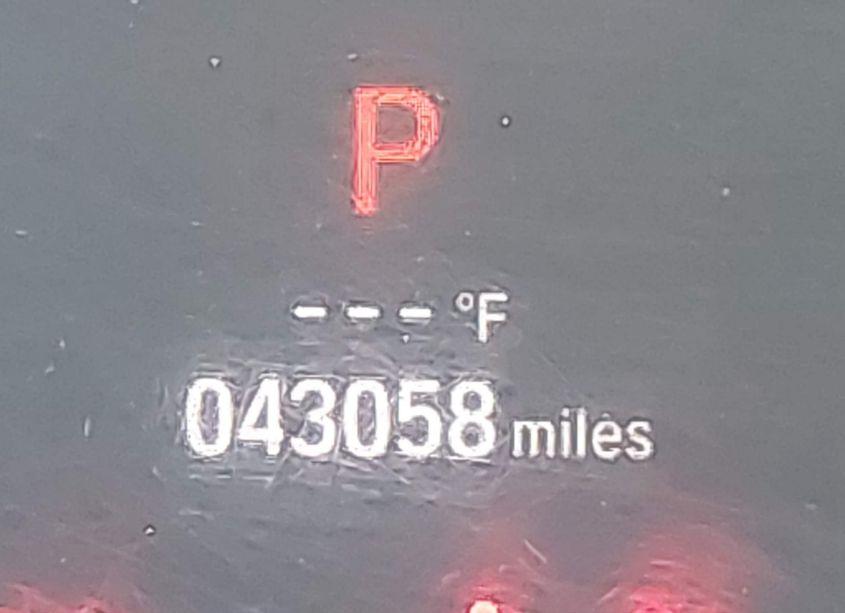 P
--- °F
043058 miles